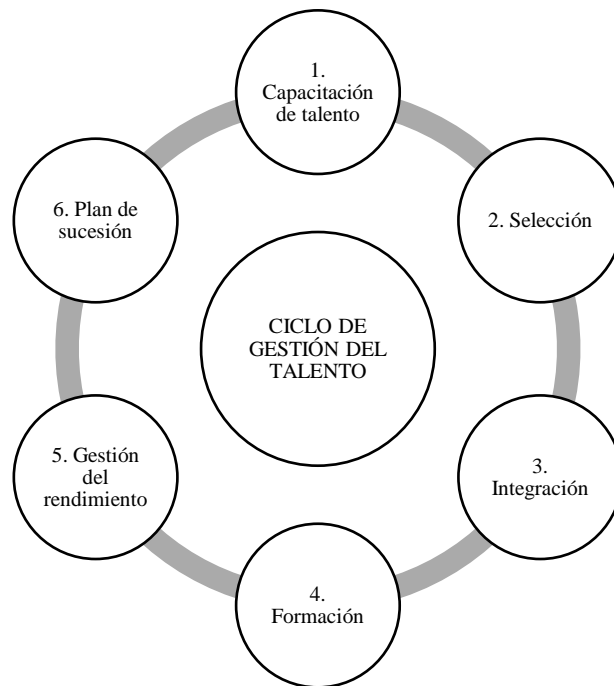 1.
Capacitación
de talento
2. Selección
3.
Integración
4.
Formación
5. Gestión
del
rendimiento
6. Plan de
sucesión
CICLO DE
GESTIÓN DEL
TALENTO